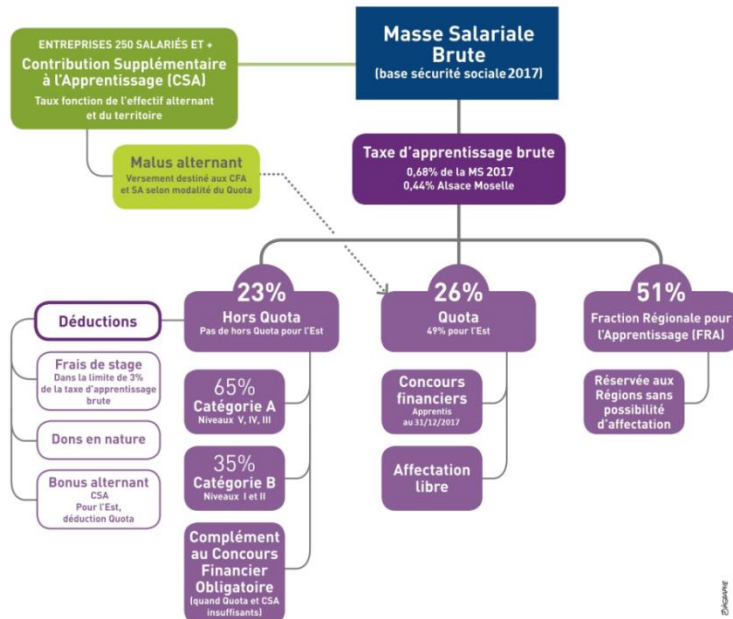 ENTREPRISES 250 SALARIÉS ET +
Contribution Supplémentaire
à l'Apprentissage (CSA)
Taux fonction de l'effectif alternant
et du territoire
Masse Salariale
Brute
(base sécurité sociale 2017)
Malus alternant
Versement destiné aux CFA
et SA selon modalité du Quota
Taxe d'apprentissage brute
0,68% de la MS 2017
0,44% Alsace Moselle
Déductions
Frais de stage
Dans la limite de 3%
de la taxe d'apprentissage
brute
Dons en nature
Bonus alternant
CSA
Pour l'Est,
déduction Quota
23%
Hors Quota
Pas de hors Quota pour l'Est
65%
Catégorie A
Niveaux V, IV, III
35%
Catégorie B
Niveaux I et II
Complément
au Concours
Financier
Obligatoire
(quand Quota et CSA
insuffisants)
26%
Quota
49% pour l'Est
Concours
financiers
Apprentis
au 31/12/2017
Affectation
libre
51%
Fraction Régionale pour
l'Apprentissage (FRA)
Réservée aux
Régions sans
possibilité
d'affectation